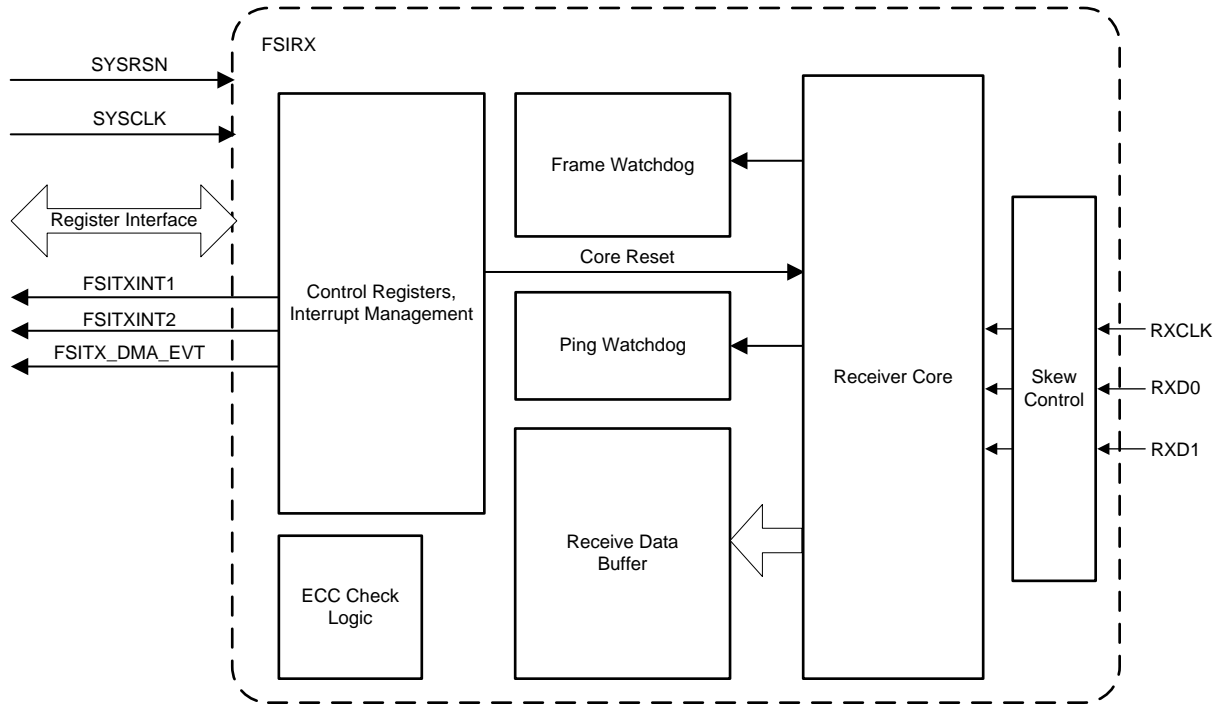 FSIRX
SYSRSN
SYSCLK
Register Interface
FSITXINT1
FSITXINT2
FSITX_DMA_EVT
Control Registers,
Interrupt Management
ECC Check
Logic
Frame Watchdog
Core Reset
Ping Watchdog
Receive Data
Buffer
Receiver Core
Skew
Control
RXCLK
RXD0
RXD1